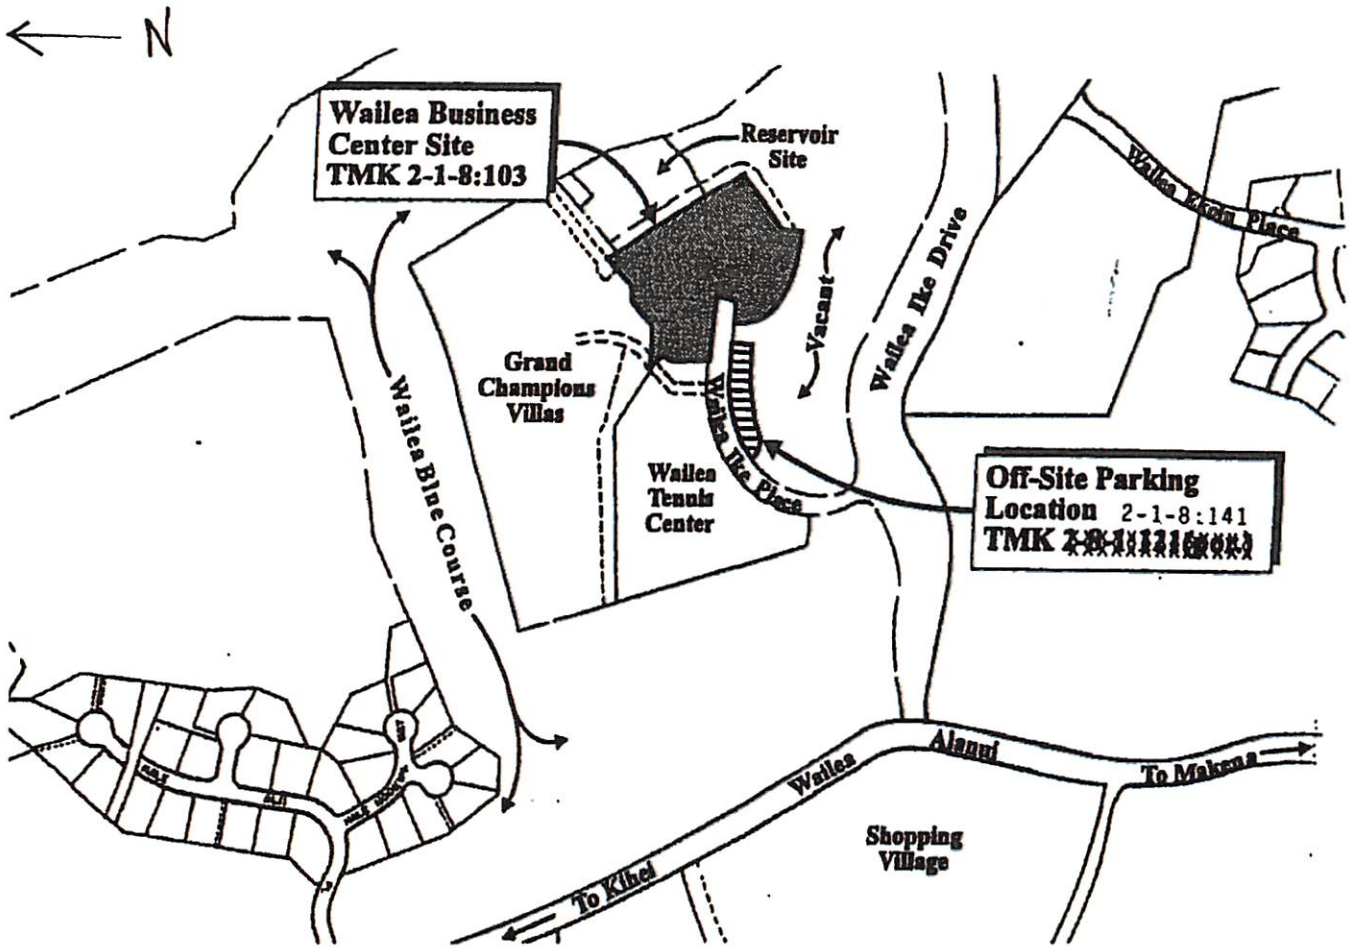 N
Wailea Business
Center Site
TMK 2-1-8:103
Reservoir
Site
Wailea Ekolu Place
Wailea Ike Drive
Vacant
Grand
Champions
Villas
Wailea Blue Course
Wailea Ike Place
Wailea
Tennis
Center
Off-Site Parking
Location 2-1-8:141
TMK
Wailea Alanui
To Makena
Shopping
Village
To Kihei